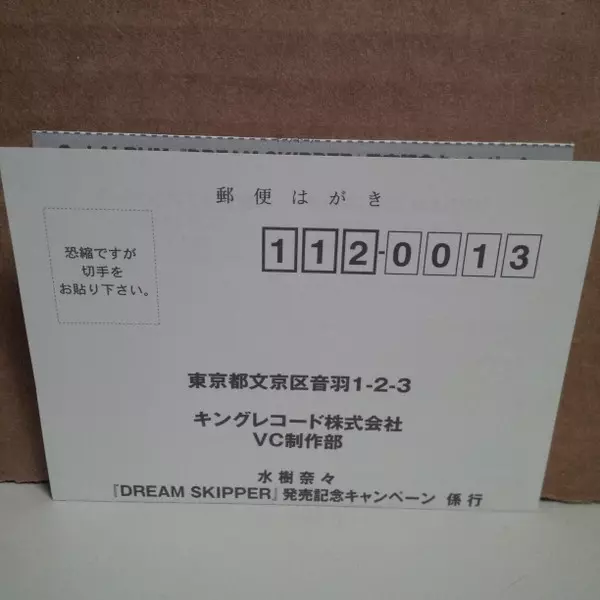 郵便はがき
恐縮ですが
切手を
お貼り下さい。
112-0013
東京都文京区音羽1-2-3
キングレコード株式会社
VC制作部
水樹奈々
『DREAM SKIPPER』発売記念キャンペーン 係行